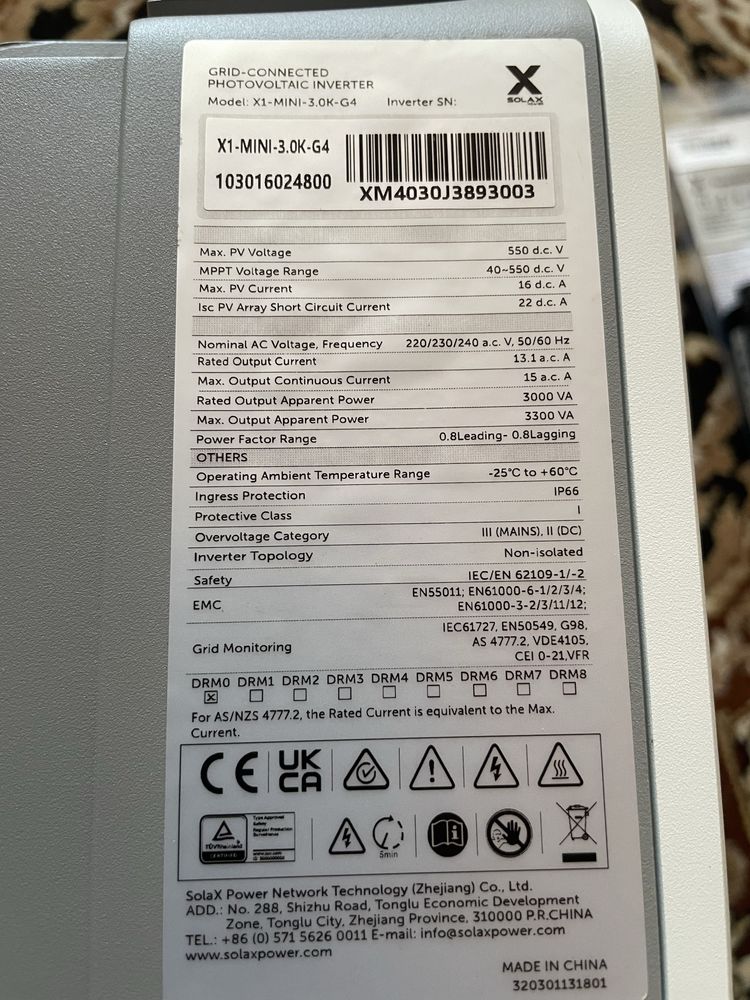 GRID-CONNECTED
PHOTOVOLTAIC INVERTER
Model: X1-MINI-3.0K-G4 Inverter SN:
X
SOLAX
POWER
X1-MINI-3.0K-G4
103016024800 XM4030J3893003
Max. PV Voltage 550 d.c. V
MPPT Voltage Range 40~550 d.c. V
Max. PV Current 16 d.c. A
Isc PV Array Short Circuit Current 22 d.c. A
Nominal AC Voltage, Frequency 220/230/240 a.c. V, 50/60 Hz
Rated Output Current 13.1 a.c. A
Max. Output Continuous Current 15 a.c. A
Rated Output Apparent Power 3000 VA
Max. Output Apparent Power 3300 VA
Power Factor Range 0.8Leading- 0.8Lagging
OTHERS
Operating Ambient Temperature Range -25℃ to +60℃
Ingress Protection IP66
Protective Class I
Overvoltage Category III (MAINS), II (DC)
Inverter Topology Non-isolated
Safety IEC/EN 62109-1/-2
EMC EN55011; EN61000-6-1/2/3/4;
EN61000-3-2/3/11/12;
Grid Monitoring IEC61727, EN50549, G98,
AS 4777.2, VDE4105,
CEI 0-21,VFR
DRM0 DRM1 DRM2 DRM3 DRM4 DRM5 DRM6 DRM7 DRM8
For AS/NZS 4777.2, the Rated Current is equivalent to the Max.
Current.
CE UK
CA
TÜVRheinland
CERTIFIED
Type Approved
Safety
Regular Production
Surveillance
5min
SolaX Power Network Technology (Zhejiang) Co., Ltd.
ADD.: No. 288, Shizhu Road, Tonglu Economic Development
Zone, Tonglu City, Zhejiang Province, 310000 P.R.CHINA
TEL.: +86 (0) 571 5626 0011 E-mail: info@solaxpower.com
www.solaxpower.com
MADE IN CHINA
320301131801